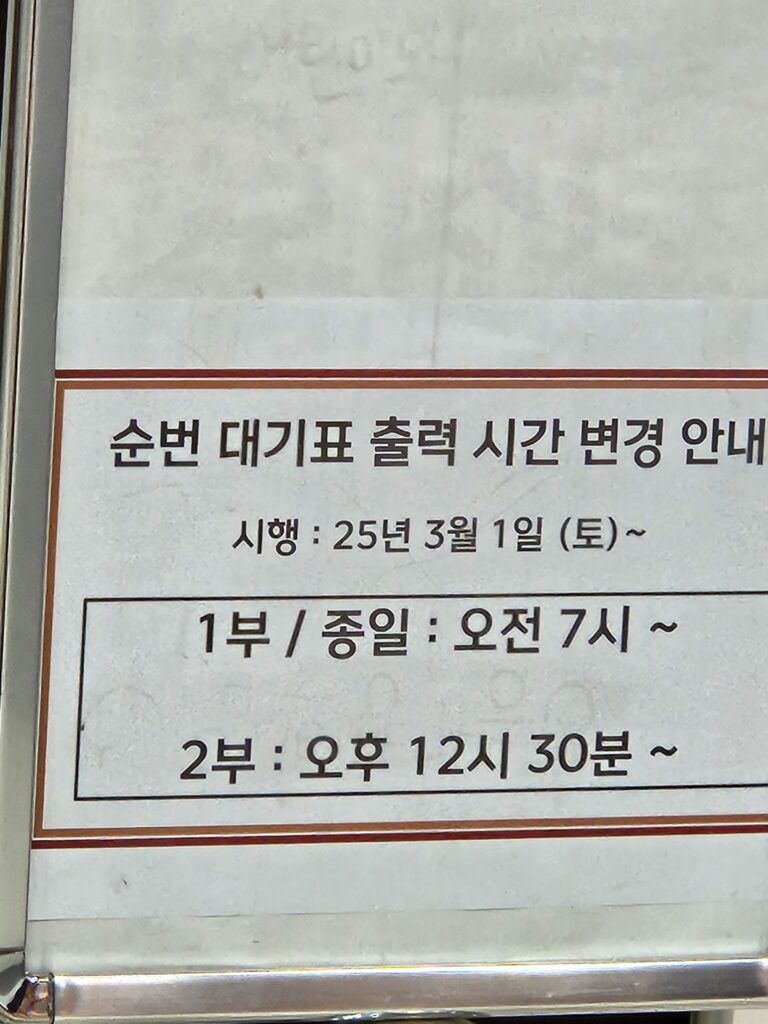 순번 대기표 출력 시간 변경 안내
시행 : 25년 3월 1일 (토)~
1부 / 종일 : 오전 7시 ~
2부 : 오후 12시 30분 ~